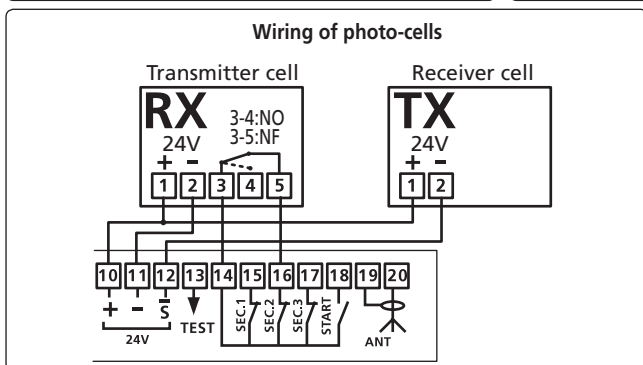 Wiring of photo-cells
Transmitter cell
Receiver cell
RX
3-4:NO
3-5:NF
24V
+ −
1 2 3 4 5
TX
24V
+ −
1 2
10 11 12 13 14 15 16 17 18 19 20
+ − S
24V
TEST
SEC.1
SEC.2
SEC.3
START
ANT